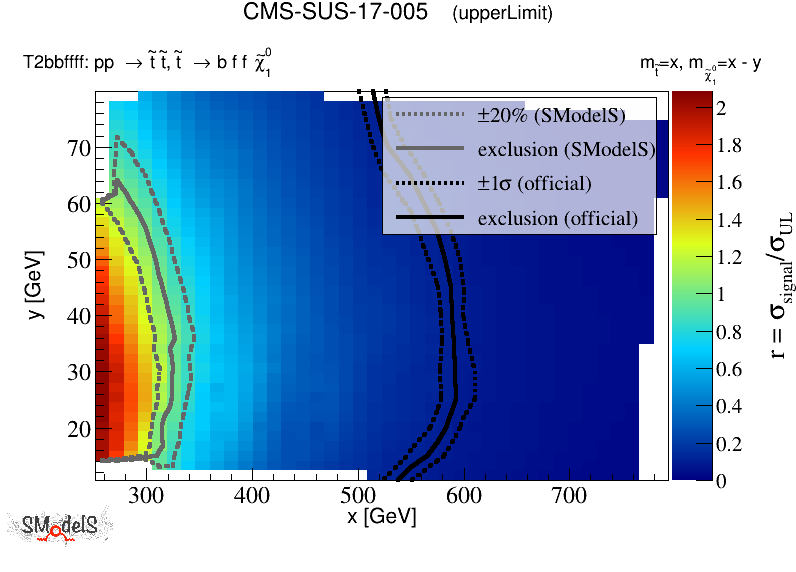 CMS-SUS-17-005 (upperLimit)
T2bbffff: pp → t̃ t̃, t̃ → b f f χ̃₁⁰
m_t̃=x, m_χ̃₁⁰=x - y
±20% (SModelS)
exclusion (SModelS)
±1σ (official)
exclusion (official)
y [GeV]
70
60
50
40
30
20
300
400
500
600
700
x [GeV]
2
1.8
1.6
1.4
1.2
1
0.8
0.6
0.4
0.2
0
r = σ_signal/σ_UL
SModelS